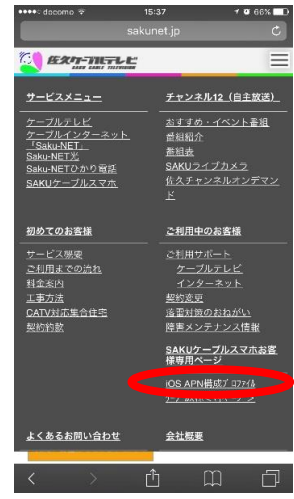 docomo
15:37
66%
sakunet.jp
佐久ケーブルテレビ
SAKU CABLE TELEVISION
サービスメニュー
ケーブルテレビ
ケーブルインターネット
「Saku-NET」
Saku-NET光
Saku-NETひかり電話
SAKUケーブルスマホ
チャンネル12（自主放送）
おすすめ・イベント番組
番組紹介
番組表
SAKUライブカメラ
佐久チャンネルオンデマン
ド
初めてのお客様
サービス概要
ご利用までの流れ
料金案内
工事方法
CATV対応集合住宅
契約約款
ご利用中のお客様
ご利用サポート
ケーブルテレビ
インターネット
契約変更
落雷対策のおねがい
障害メンテナンス情報
SAKUケーブルスマホお客
様専用ページ
iOS APN構成ﾌﾟﾛﾌｧｲﾙ
よくあるお問い合わせ
会社概要